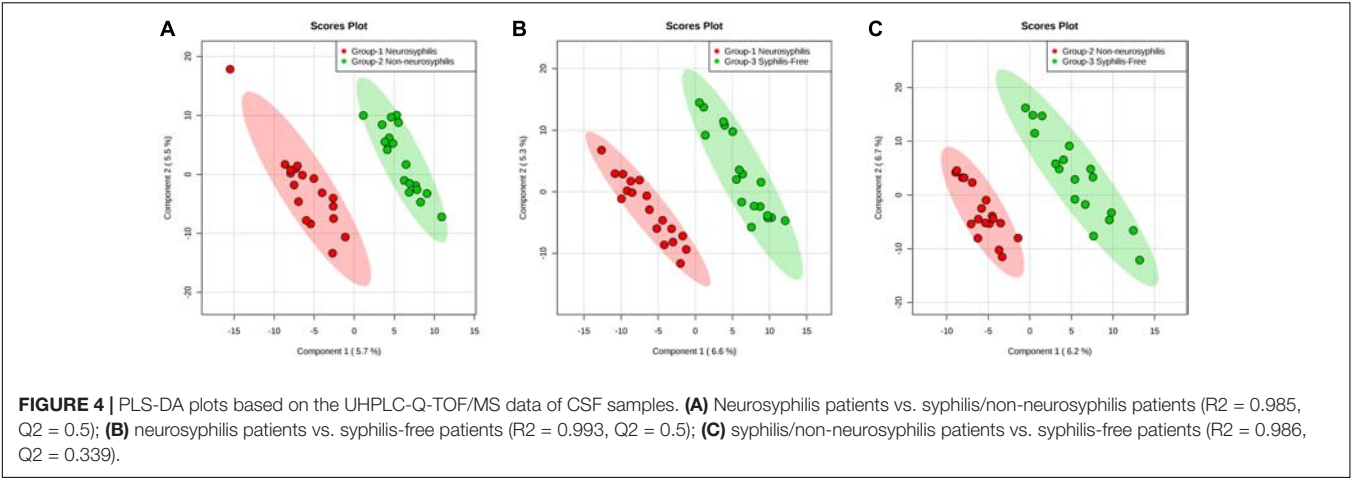 A
Scores Plot
Group-1 Neurosyphilis
Group-2 Non-neurosyphilis
Component 2 ( 5.5 %)
20
10
0
-10
-20
-15 -10 -5 0 5 10 15
Component 1 ( 5.7 %)
B
Scores Plot
Group-1 Neurosyphilis
Group-3 Syphilis-Free
Component 2 ( 5.3 %)
20
10
0
-10
-15 -10 -5 0 5 10 15
Component 1 ( 6.6 %)
C
Scores Plot
Group-2 Non-neurosyphilis
Group-3 Syphilis-Free
Component 2 ( 6.7 %)
20
10
0
-10
-20
-10 -5 0 5 10 15
Component 1 ( 6.2 %)
FIGURE 4 | PLS-DA plots based on the UHPLC-Q-TOF/MS data of CSF samples. (A) Neurosyphilis patients vs. syphilis/non-neurosyphilis patients (R2 = 0.985,
Q2 = 0.5); (B) neurosyphilis patients vs. syphilis-free patients (R2 = 0.993, Q2 = 0.5); (C) syphilis/non-neurosyphilis patients vs. syphilis-free patients (R2 = 0.986,
Q2 = 0.339).